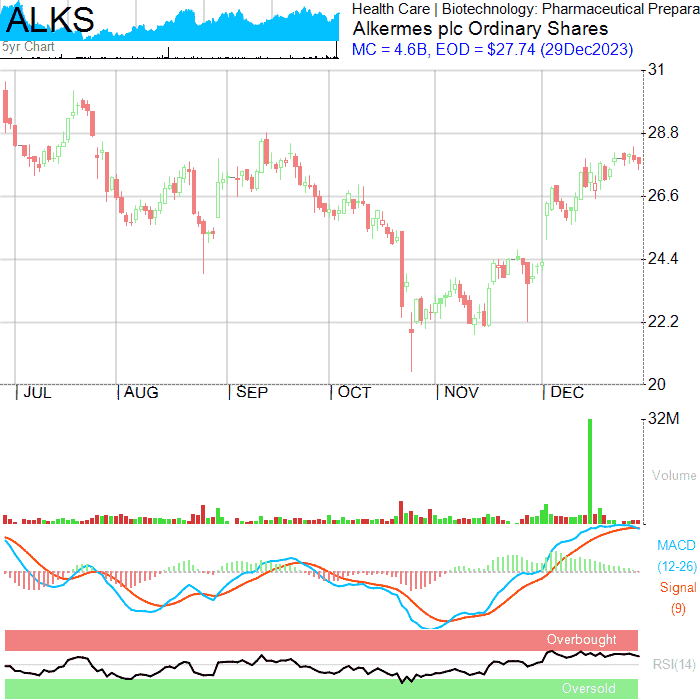 ALKS
5yr Chart
Health Care | Biotechnology: Pharmaceutical Prepara
Alkermes plc Ordinary Shares
MC = 4.6B, EOD = $27.74 (29Dec2023)
31
28.8
26.6
24.4
22.2
20
JUL AUG SEP OCT NOV DEC
32M
Volume
MACD
(12-26)
Signal
(9)
Overbought
RSI(14)
Oversold